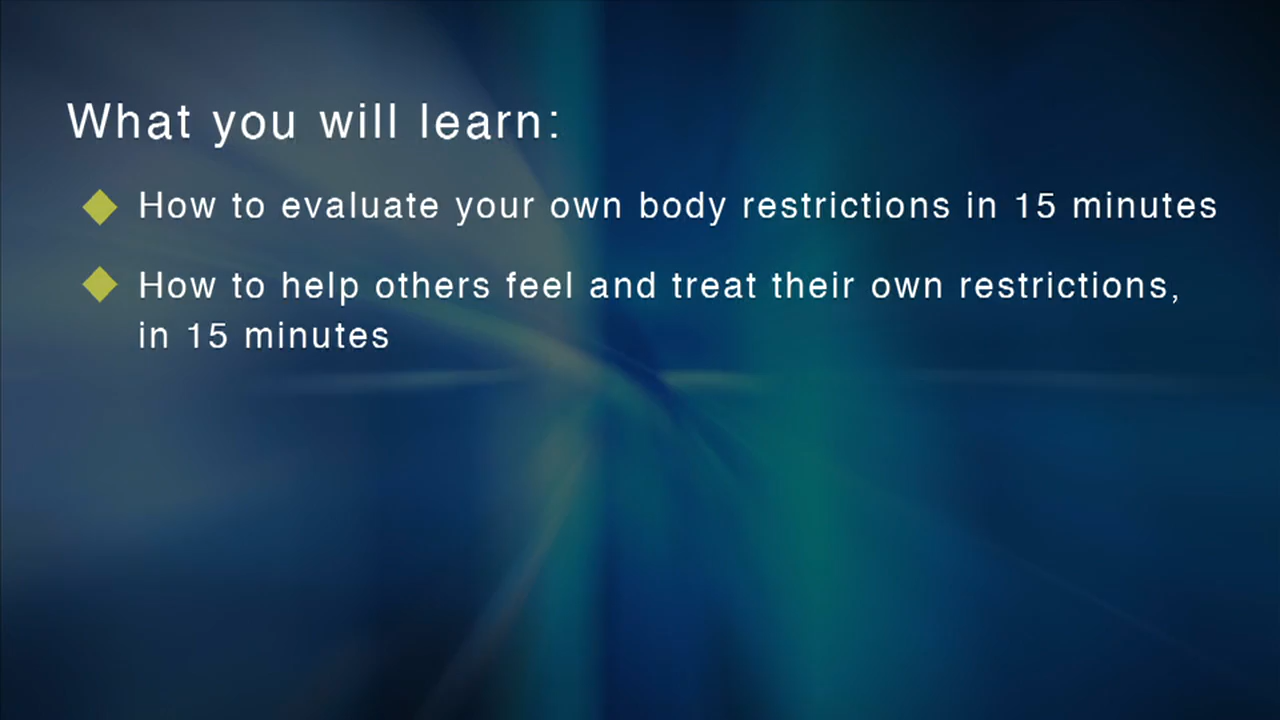 What you will learn:
How to evaluate your own body restrictions in 15 minutes
How to help others feel and treat their own restrictions,
in 15 minutes